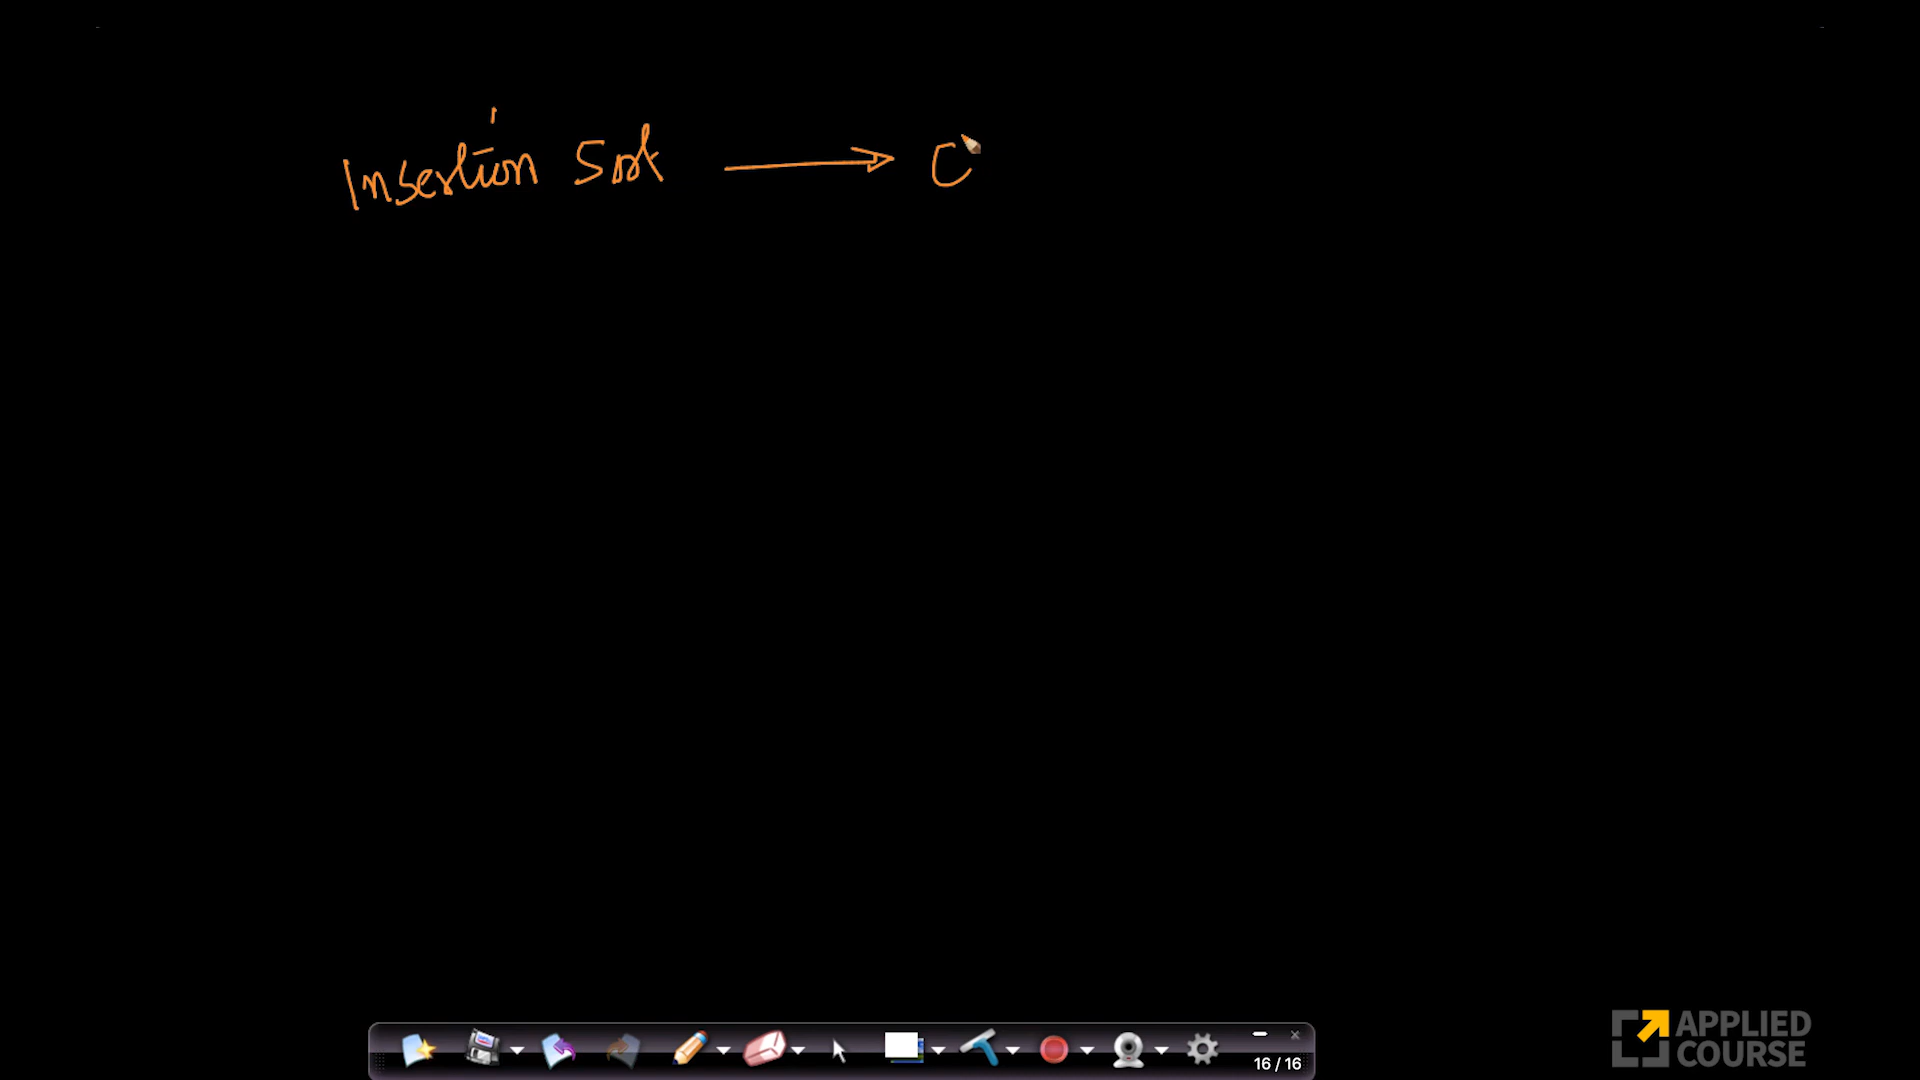 Insertion Sort → C
16 / 16
APPLIED
COURSE